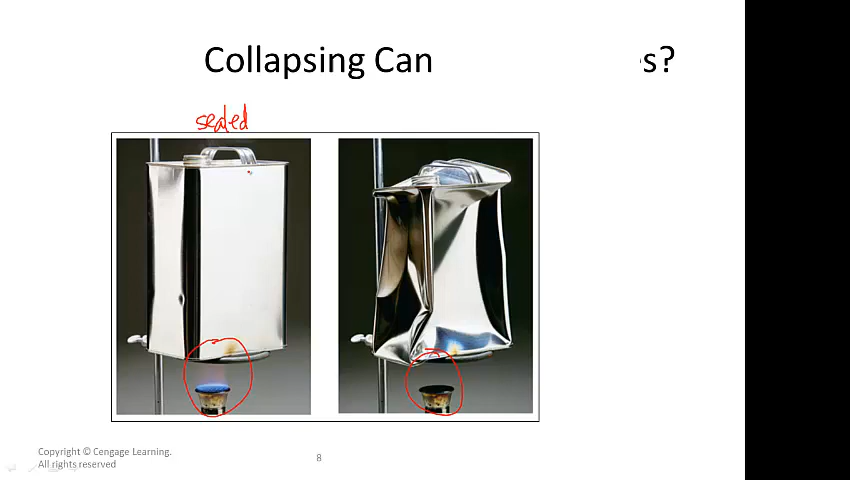 Collapsing Can s?
sealed
Copyright © Cengage Learning.
All rights reserved
8